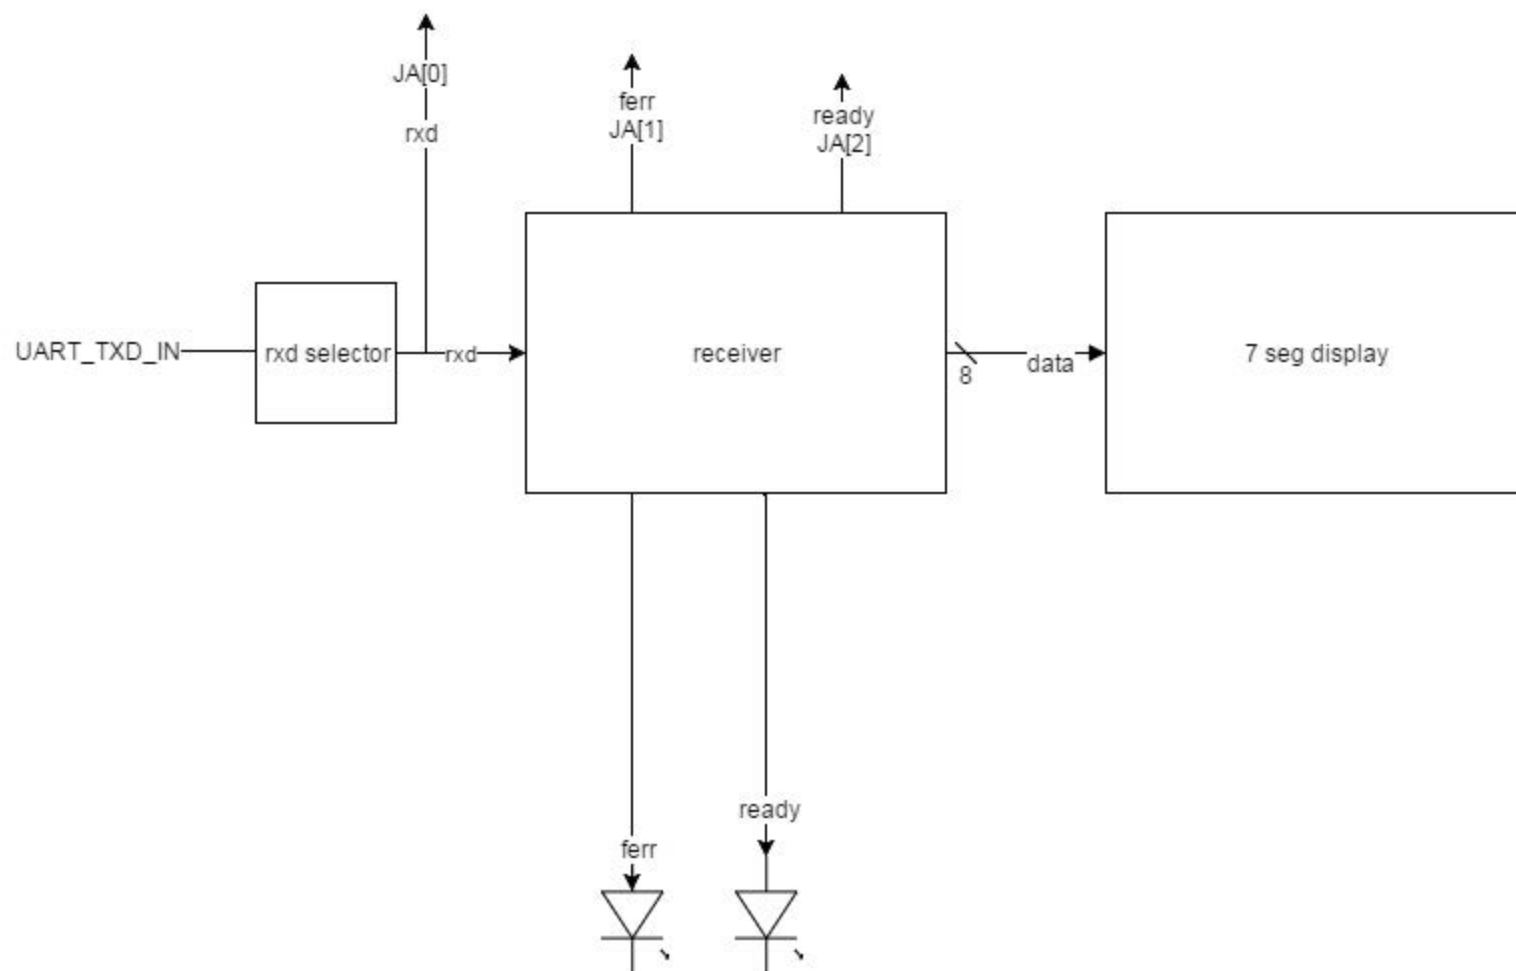 JA[0]
rxd
ferr
JA[1]
ready
JA[2]
UART_TXD_IN
rxd selector
rxd
receiver
8
data
7 seg display
ready
ferr